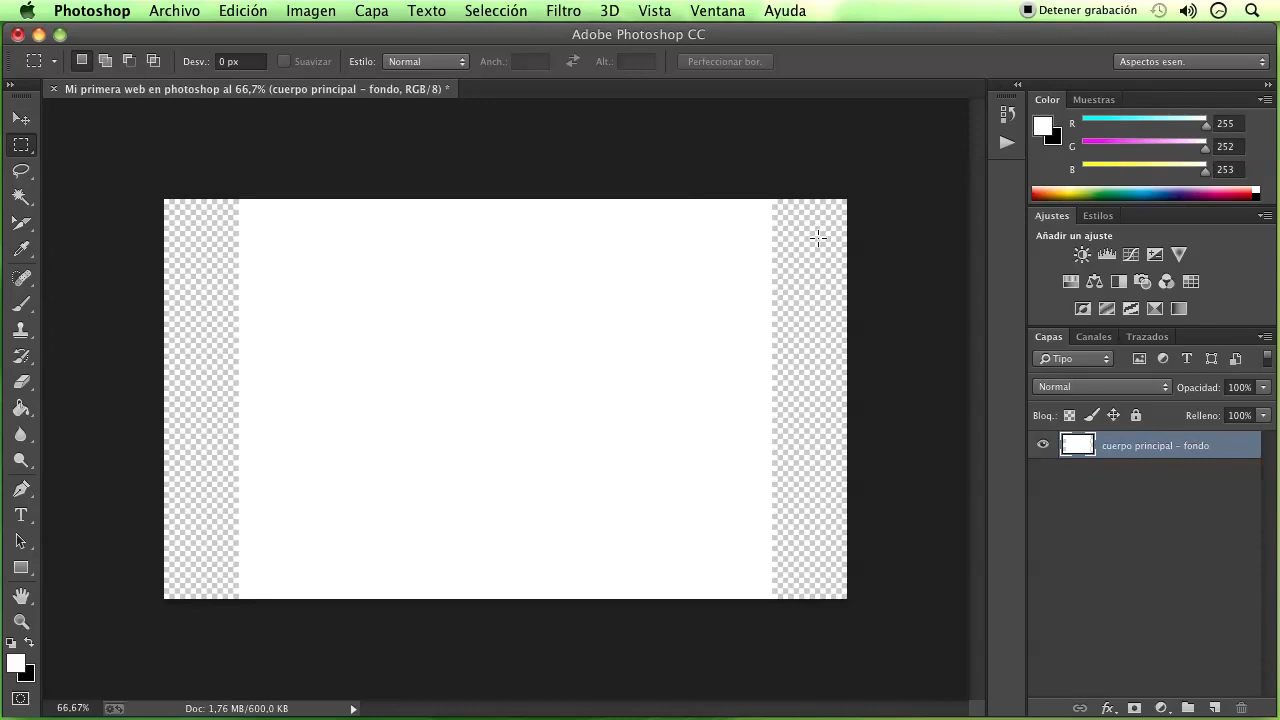 Photoshop Archivo Edición Imagen Capa Texto Selección Filtro 3D Vista Ventana Ayuda Detener grabación
Adobe Photoshop CC
Desv.: 0 px Suavizar Estilo: Normal Anch.: Alt.: Perfeccionar bor. Aspectos esen.
Mi primera web en photoshop al 66,7% (cuerpo principal - fondo, RGB/8) *
Color Muestras
R 255
G 252
B 253
Ajustes Estilos
Añadir un ajuste
Capas Canales Trazados
Tipo
Normal Opacidad: 100%
Bloq.: Relleno: 100%
cuerpo principal - fondo
66,67% Doc: 1,76 MB/600,0 KB